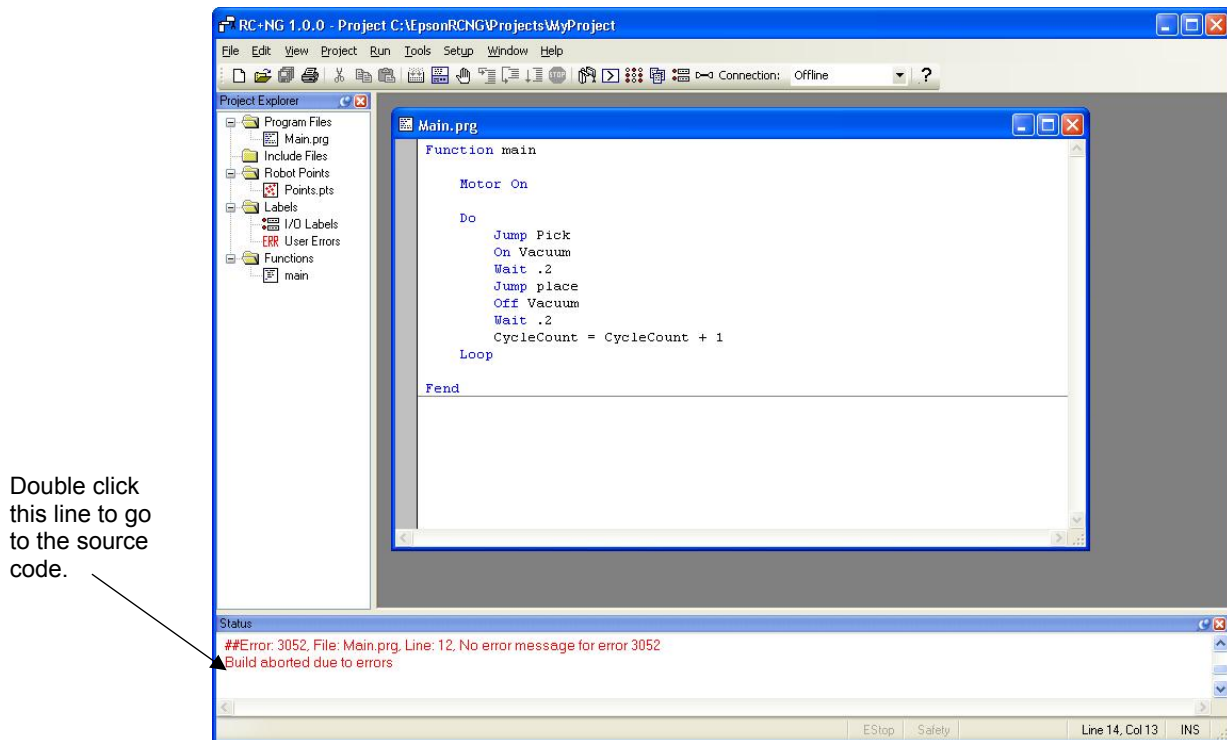 RC+NG 1.0.0 - Project C:\EpsonRCNG\Projects\MyProject
File Edit View Project Run Tools Setup Window Help
STOP Connection: Offline ?
Project Explorer
Program Files
Main.prg
Include Files
Robot Points
Points.pts
Labels
I/O Labels
ERR User Errors
Functions
main
Main.prg
Function main
Motor On
Do
Jump Pick
On Vacuum
Wait .2
Jump place
Off Vacuum
Wait .2
CycleCount = CycleCount + 1
Loop
Fend
Double click
this line to go
to the source
code.
Status
##Error: 3052, File: Main.prg, Line: 12, No error message for error 3052
Build aborted due to errors
EStop Safety Line 14, Col 13 INS